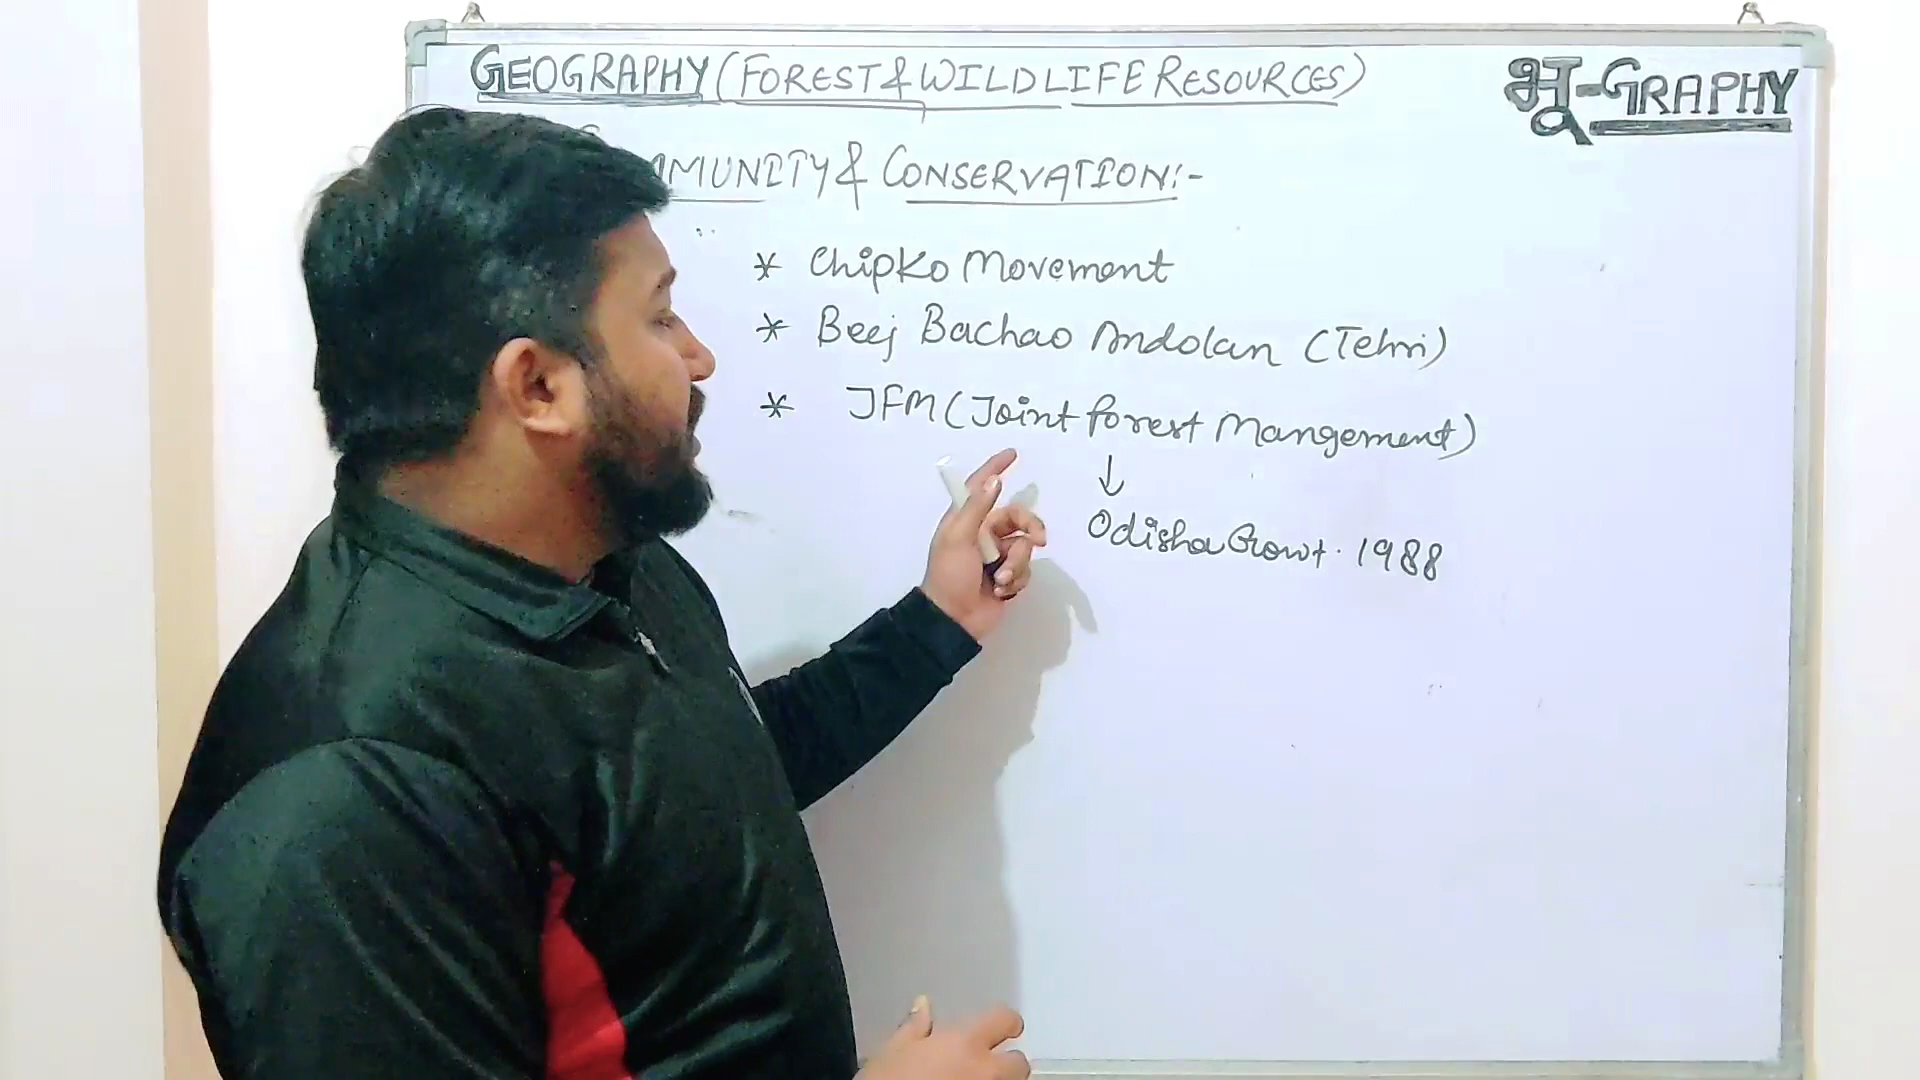 GEOGRAPHY (FOREST & WILDLIFE RESOURCES)
भू-GRAPHY
MMUNITY & CONSERVATION:-
* Chipko Movement
* Beej Bachao Andolan (Tehri)
* JFM (Joint Forest Mangement)
↓
Odisha Govt. 1988